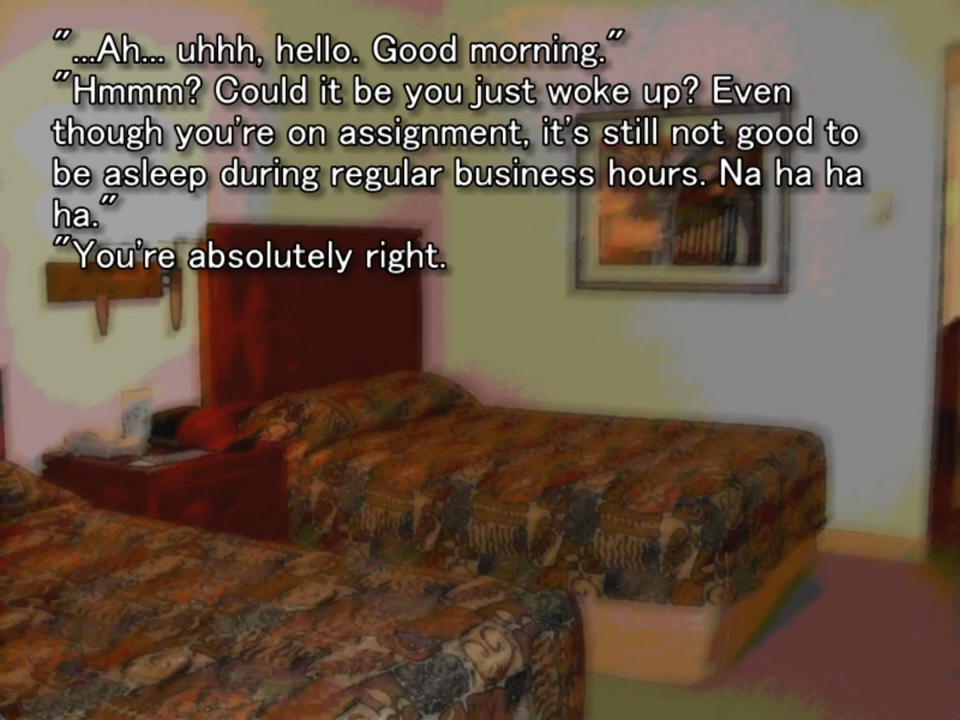 "...Ah... uhhh, hello. Good morning."
"Hmmm? Could it be you just woke up? Even
though you're on assignment, it's still not good to
be asleep during regular business hours. Na ha ha
ha."
"You're absolutely right.